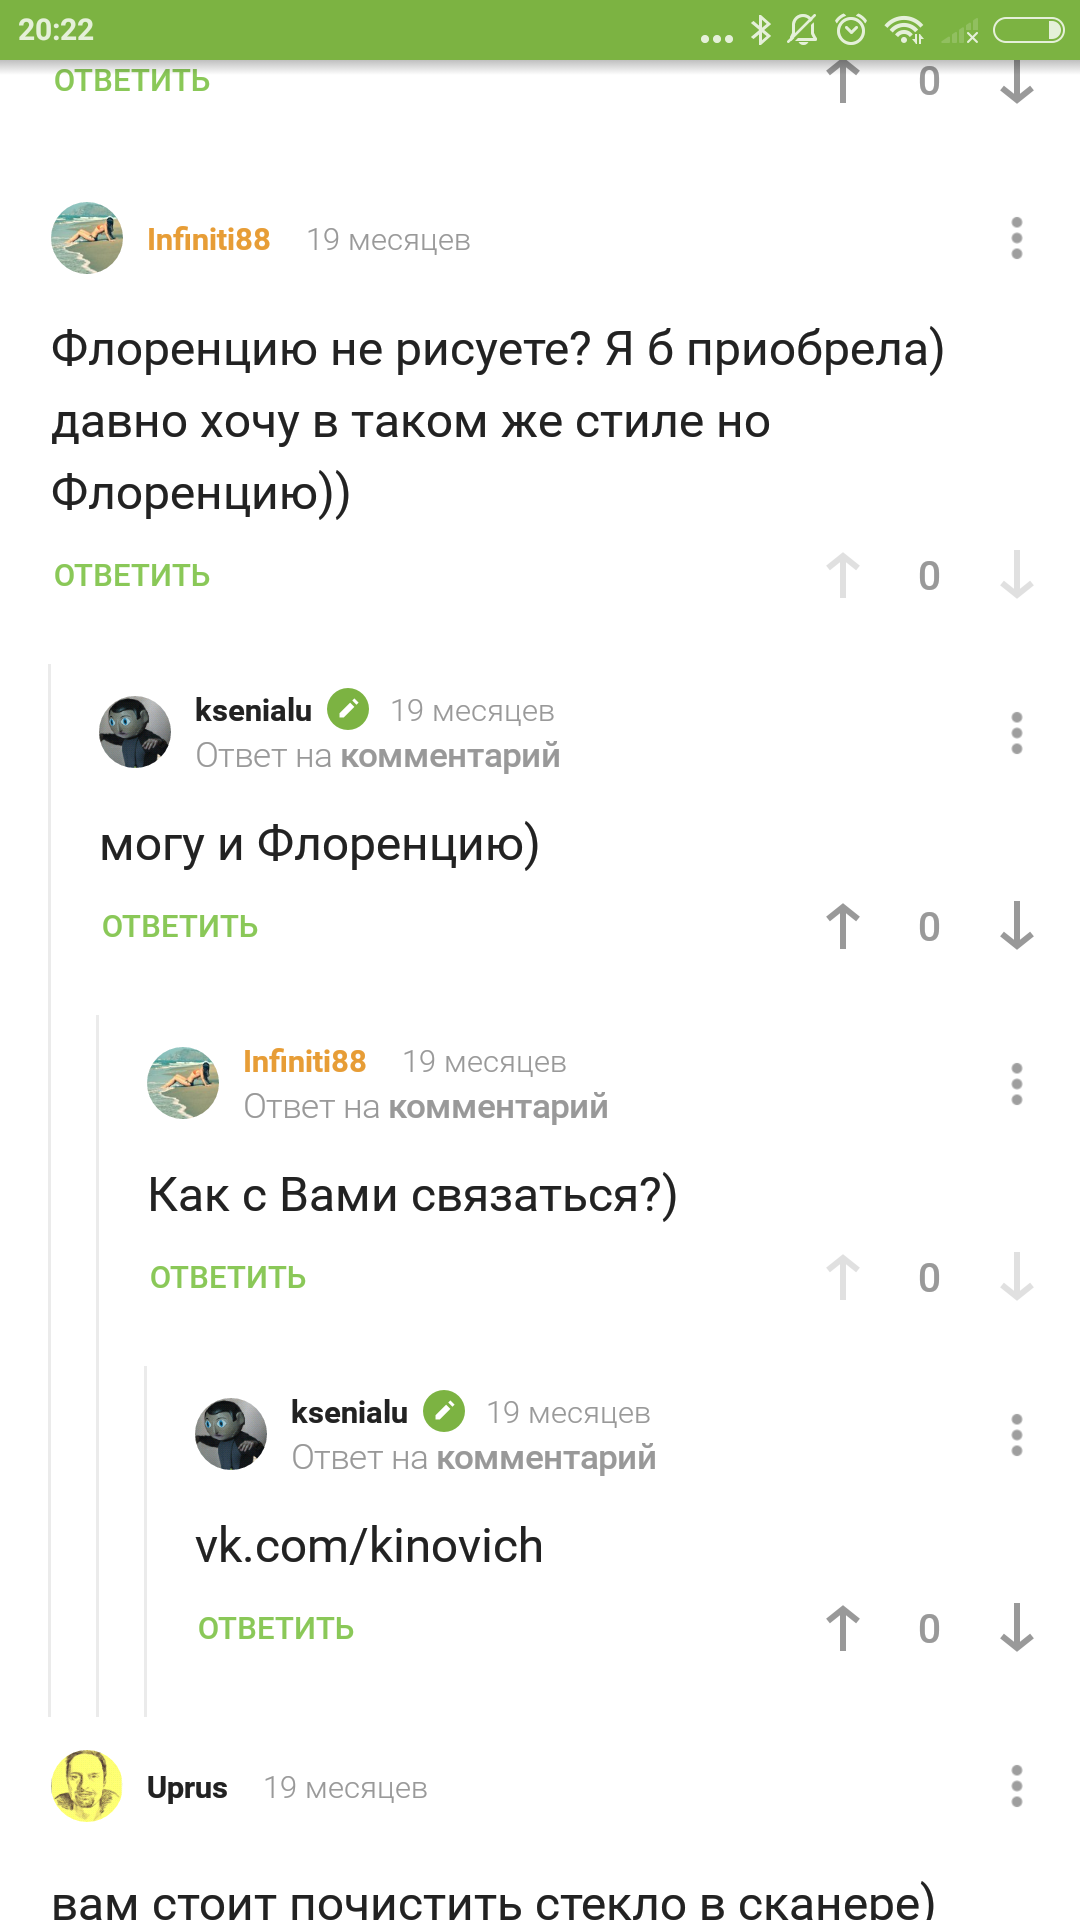 20:22
ОТВЕТИТЬ 0
Infiniti88 19 месяцев
Флоренцию не рисуете? Я б приобрела)
давно хочу в таком же стиле но
Флоренцию))
ОТВЕТИТЬ 0
ksenialu 19 месяцев
Ответ на комментарий
могу и Флоренцию)
ОТВЕТИТЬ 0
Infiniti88 19 месяцев
Ответ на комментарий
Как с Вами связаться?)
ОТВЕТИТЬ 0
ksenialu 19 месяцев
Ответ на комментарий
vk.com/kinovich
ОТВЕТИТЬ 0
Uprus 19 месяцев
вам стоит почистить стекло в сканере)